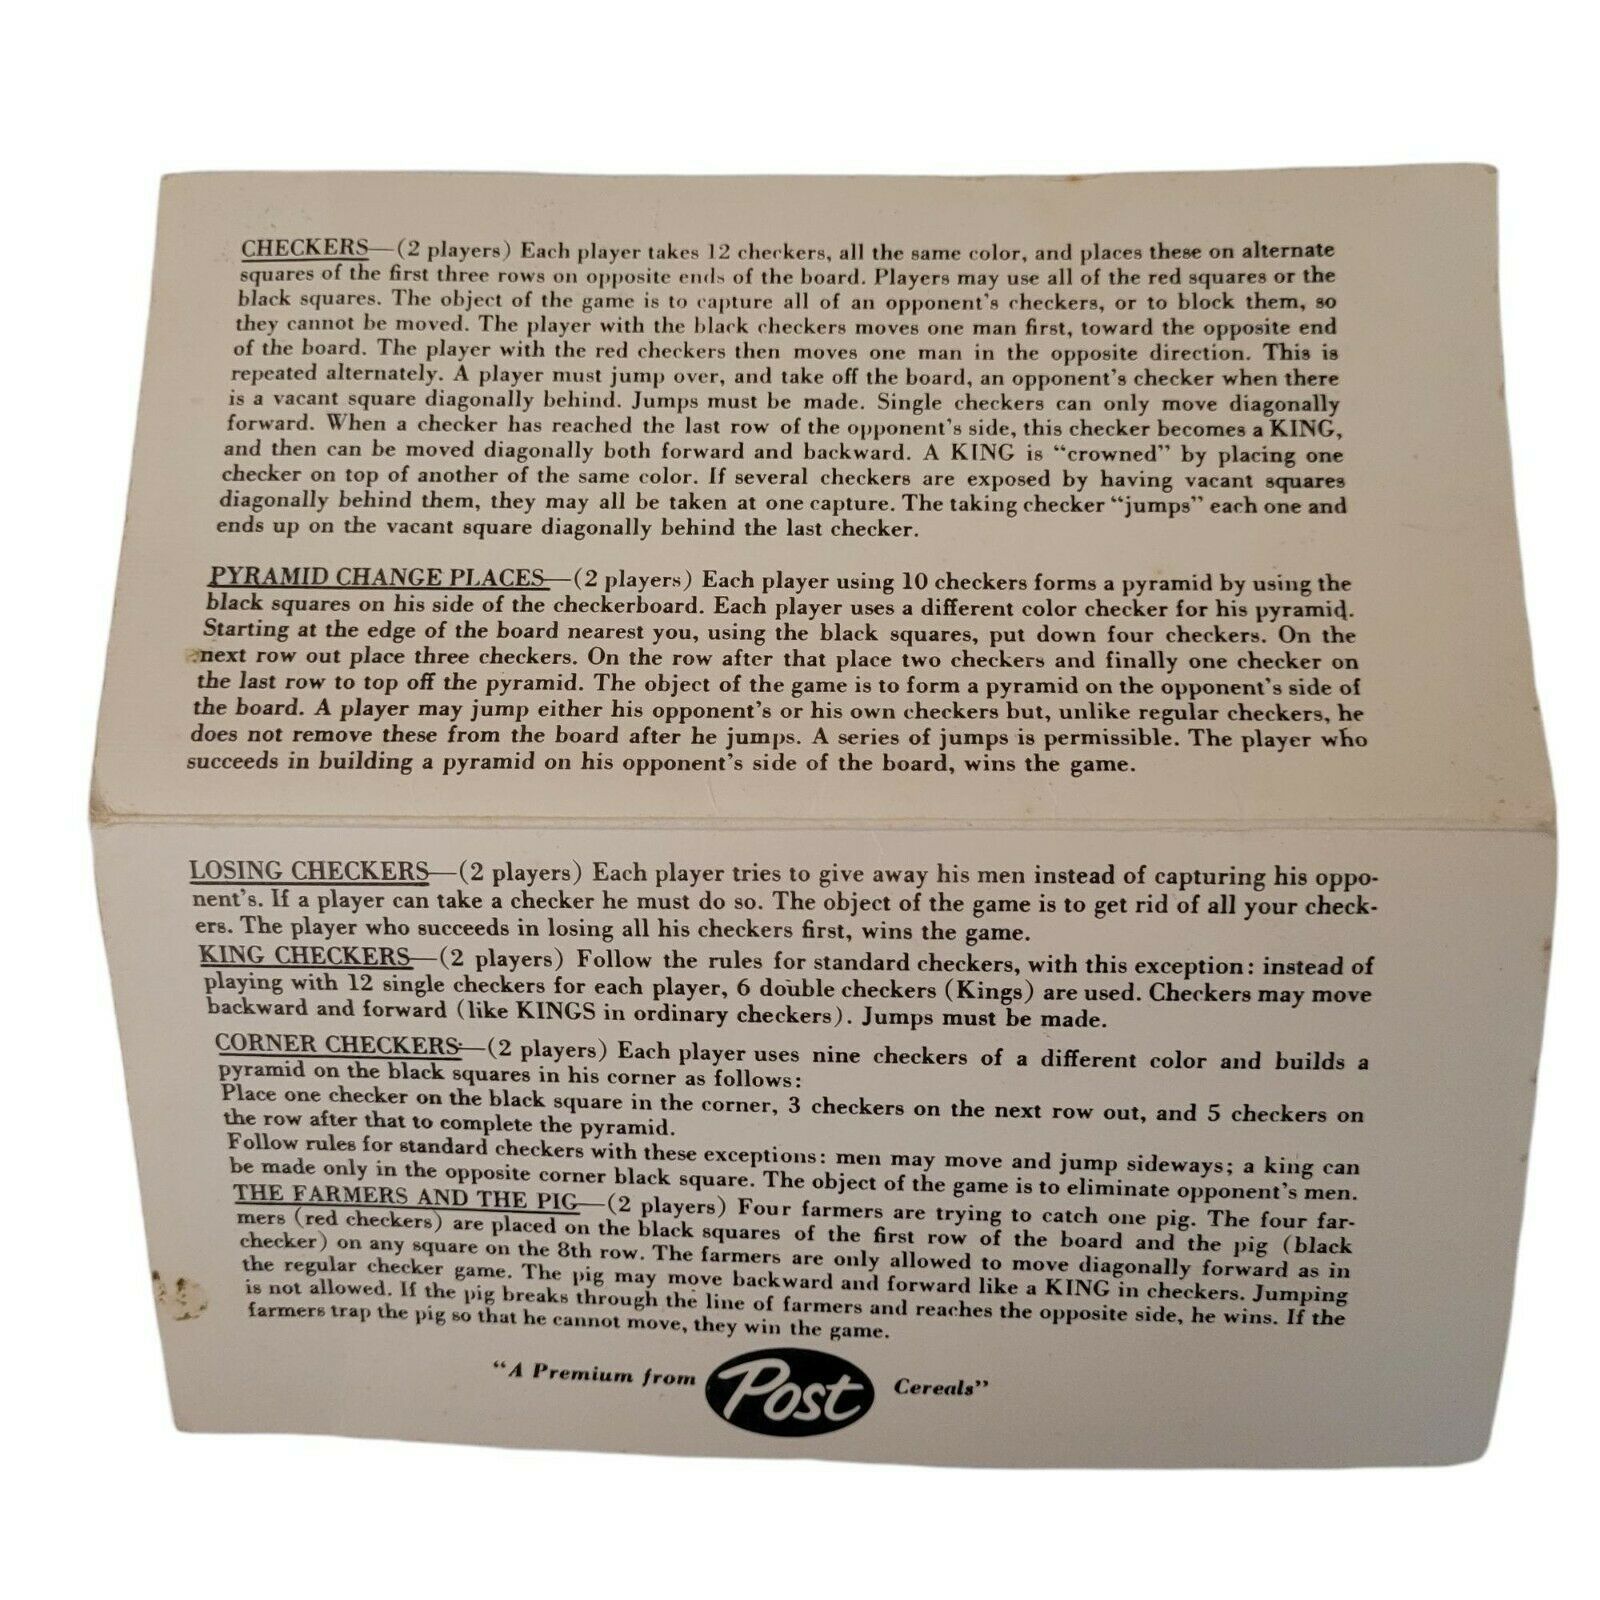 CHECKERS—(2 players) Each player takes 12 checkers, all the same color, and places these on alternate
squares of the first three rows on opposite ends of the board. Players may use all of the red squares or the
black squares. The object of the game is to capture all of an opponent's checkers, or to block them, so
they cannot be moved. The player with the black checkers moves one man first, toward the opposite end
of the board. The player with the red checkers then moves one man in the opposite direction. This is
repeated alternately. A player must jump over, and take off the board, an opponent's checker when there
is a vacant square diagonally behind. Jumps must be made. Single checkers can only move diagonally
forward. When a checker has reached the last row of the opponent's side, this checker becomes a KING,
and then can be moved diagonally both forward and backward. A KING is "crowned" by placing one
checker on top of another of the same color. If several checkers are exposed by having vacant squares
diagonally behind them, they may all be taken at one capture. The taking checker "jumps" each one and
ends up on the vacant square diagonally behind the last checker.
PYRAMID CHANGE PLACES—(2 players) Each player using 10 checkers forms a pyramid by using the
black squares on his side of the checkerboard. Each player uses a different color checker for his pyramid.
Starting at the edge of the board nearest you, using the black squares, put down four checkers. On the
next row out place three checkers. On the row after that place two checkers and finally one checker on
the last row to top off the pyramid. The object of the game is to form a pyramid on the opponent's side of
the board. A player may jump either his opponent's or his own checkers but, unlike regular checkers, he
does not remove these from the board after he jumps. A series of jumps is permissible. The player who
succeeds in building a pyramid on his opponent's side of the board, wins the game.
LOSING CHECKERS—(2 players) Each player tries to give away his men instead of capturing his oppo-
nent's. If a player can take a checker he must do so. The object of the game is to get rid of all your check-
ers. The player who succeeds in losing all his checkers first, wins the game.
KING CHECKERS—(2 players) Follow the rules for standard checkers, with this exception: instead of
playing with 12 single checkers for each player, 6 double checkers (Kings) are used. Checkers may move
backward and forward (like KINGS in ordinary checkers). Jumps must be made.
CORNER CHECKERS—(2 players) Each player uses nine checkers of a different color and builds a
pyramid on the black squares in his corner as follows:
Place one checker on the black square in the corner, 3 checkers on the next row out, and 5 checkers on
the row after that to complete the pyramid.
Follow rules for standard checkers with these exceptions: men may move and jump sideways; a king can
be made only in the opposite corner black square. The object of the game is to eliminate opponent's men.
THE FARMERS AND THE PIG—(2 players) Four farmers are trying to catch one pig. The four far-
mers (red checkers) are placed on the black squares of the first row of the board and the pig (black
checker) on any square on the 8th row. The farmers are only allowed to move diagonally forward as in
the regular checker game. The pig may move backward and forward like a KING in checkers. Jumping
is not allowed. If the pig breaks through the line of farmers and reaches the opposite side, he wins. If the
farmers trap the pig so that he cannot move, they win the game.
"A Premium from Post Cereals"